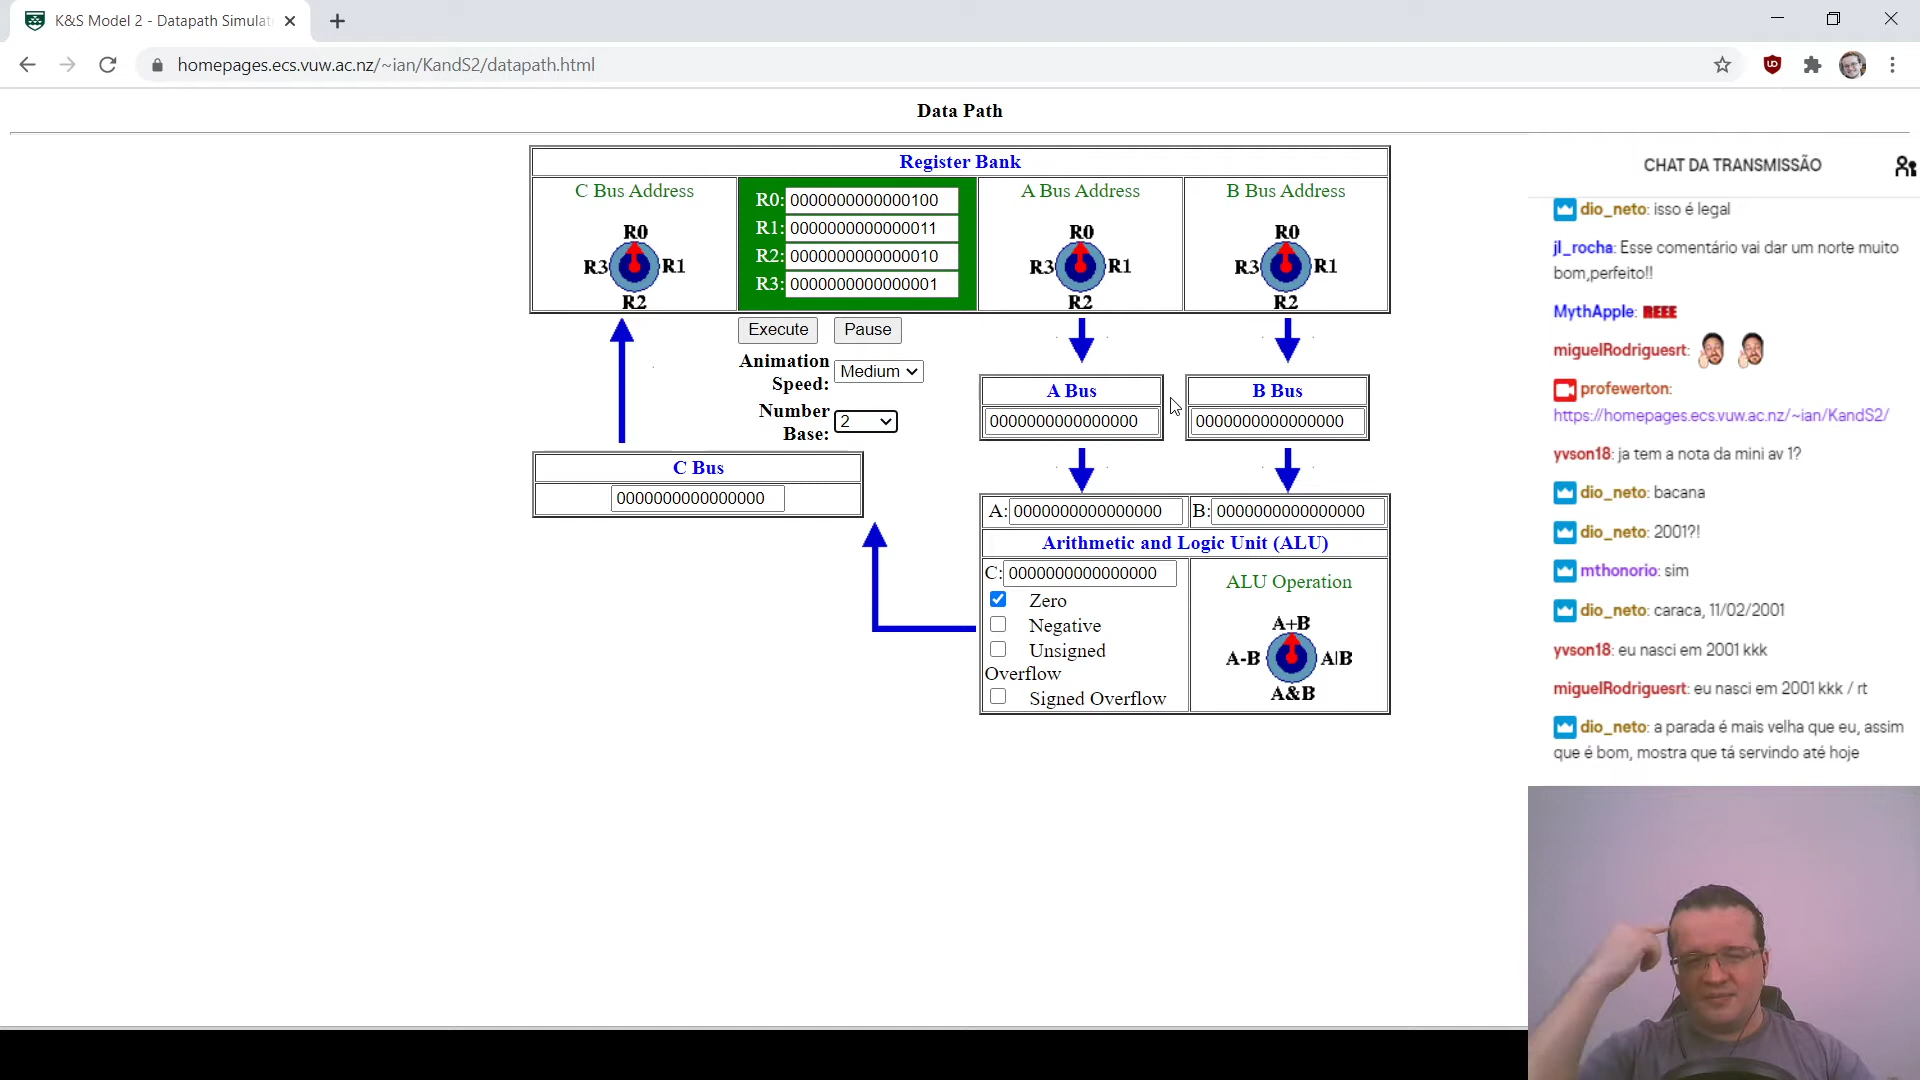 K&S Model 2 - Datapath Simulat
homepages.ecs.vuw.ac.nz/~ian/KandS2/datapath.html
Data Path
Register Bank
C Bus Address
R0
R3 R1
R2
R0: 0000000000000100
R1: 0000000000000011
R2: 0000000000000010
R3: 0000000000000001
A Bus Address
R0
R3 R1
R2
B Bus Address
R0
R3 R1
R2
Execute Pause
Animation
Speed: Medium
Number
Base: 2
A Bus
0000000000000000
B Bus
0000000000000000
C Bus
0000000000000000
A: 0000000000000000 B: 0000000000000000
Arithmetic and Logic Unit (ALU)
C: 0000000000000000
Zero
Negative
Unsigned
Overflow
Signed Overflow
ALU Operation
A+B
A-B A|B
A&B
CHAT DA TRANSMISSÃO
dio_neto: isso é legal
jl_rocha: Esse comentário vai dar um norte muito
bom,perfeito!!
MythApple: REEE
miguelRodriguesrt:
profewerton:
https://homepages.ecs.vuw.ac.nz/~ian/KandS2/
yvson18: ja tem a nota da mini av 1?
dio_neto: bacana
dio_neto: 2001?!
mthonorio: sim
dio_neto: caraca, 11/02/2001
yvson18: eu nasci em 2001 kkk
miguelRodriguesrt: eu nasci em 2001 kkk / rt
dio_neto: a parada é mais velha que eu, assim
que é bom, mostra que tá servindo até hoje